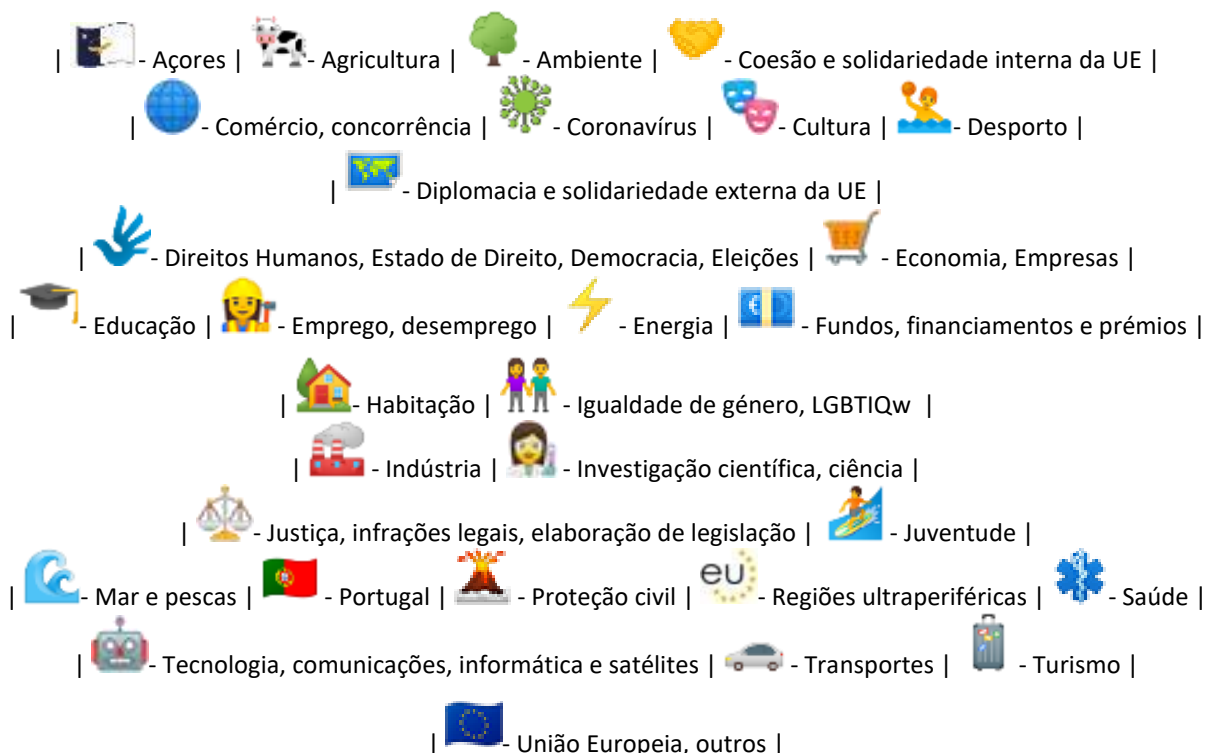 | - Açores | - Agricultura | - Ambiente | - Coesão e solidariedade interna da UE |
| - Comércio, concorrência | - Coronavírus | - Cultura | - Desporto |
| - Diplomacia e solidariedade externa da UE |
| - Direitos Humanos, Estado de Direito, Democracia, Eleições | - Economia, Empresas |
| - Educação | - Emprego, desemprego | - Energia | - Fundos, financiamentos e prémios |
| - Habitação | - Igualdade de género, LGBTIQw |
| - Indústria | - Investigação científica, ciência |
| - Justiça, infrações legais, elaboração de legislação | - Juventude |
| - Mar e pescas | - Portugal | - Proteção civil | eu - Regiões ultraperiféricas | - Saúde |
| - Tecnologia, comunicações, informática e satélites | - Transportes | - Turismo |
| - União Europeia, outros |